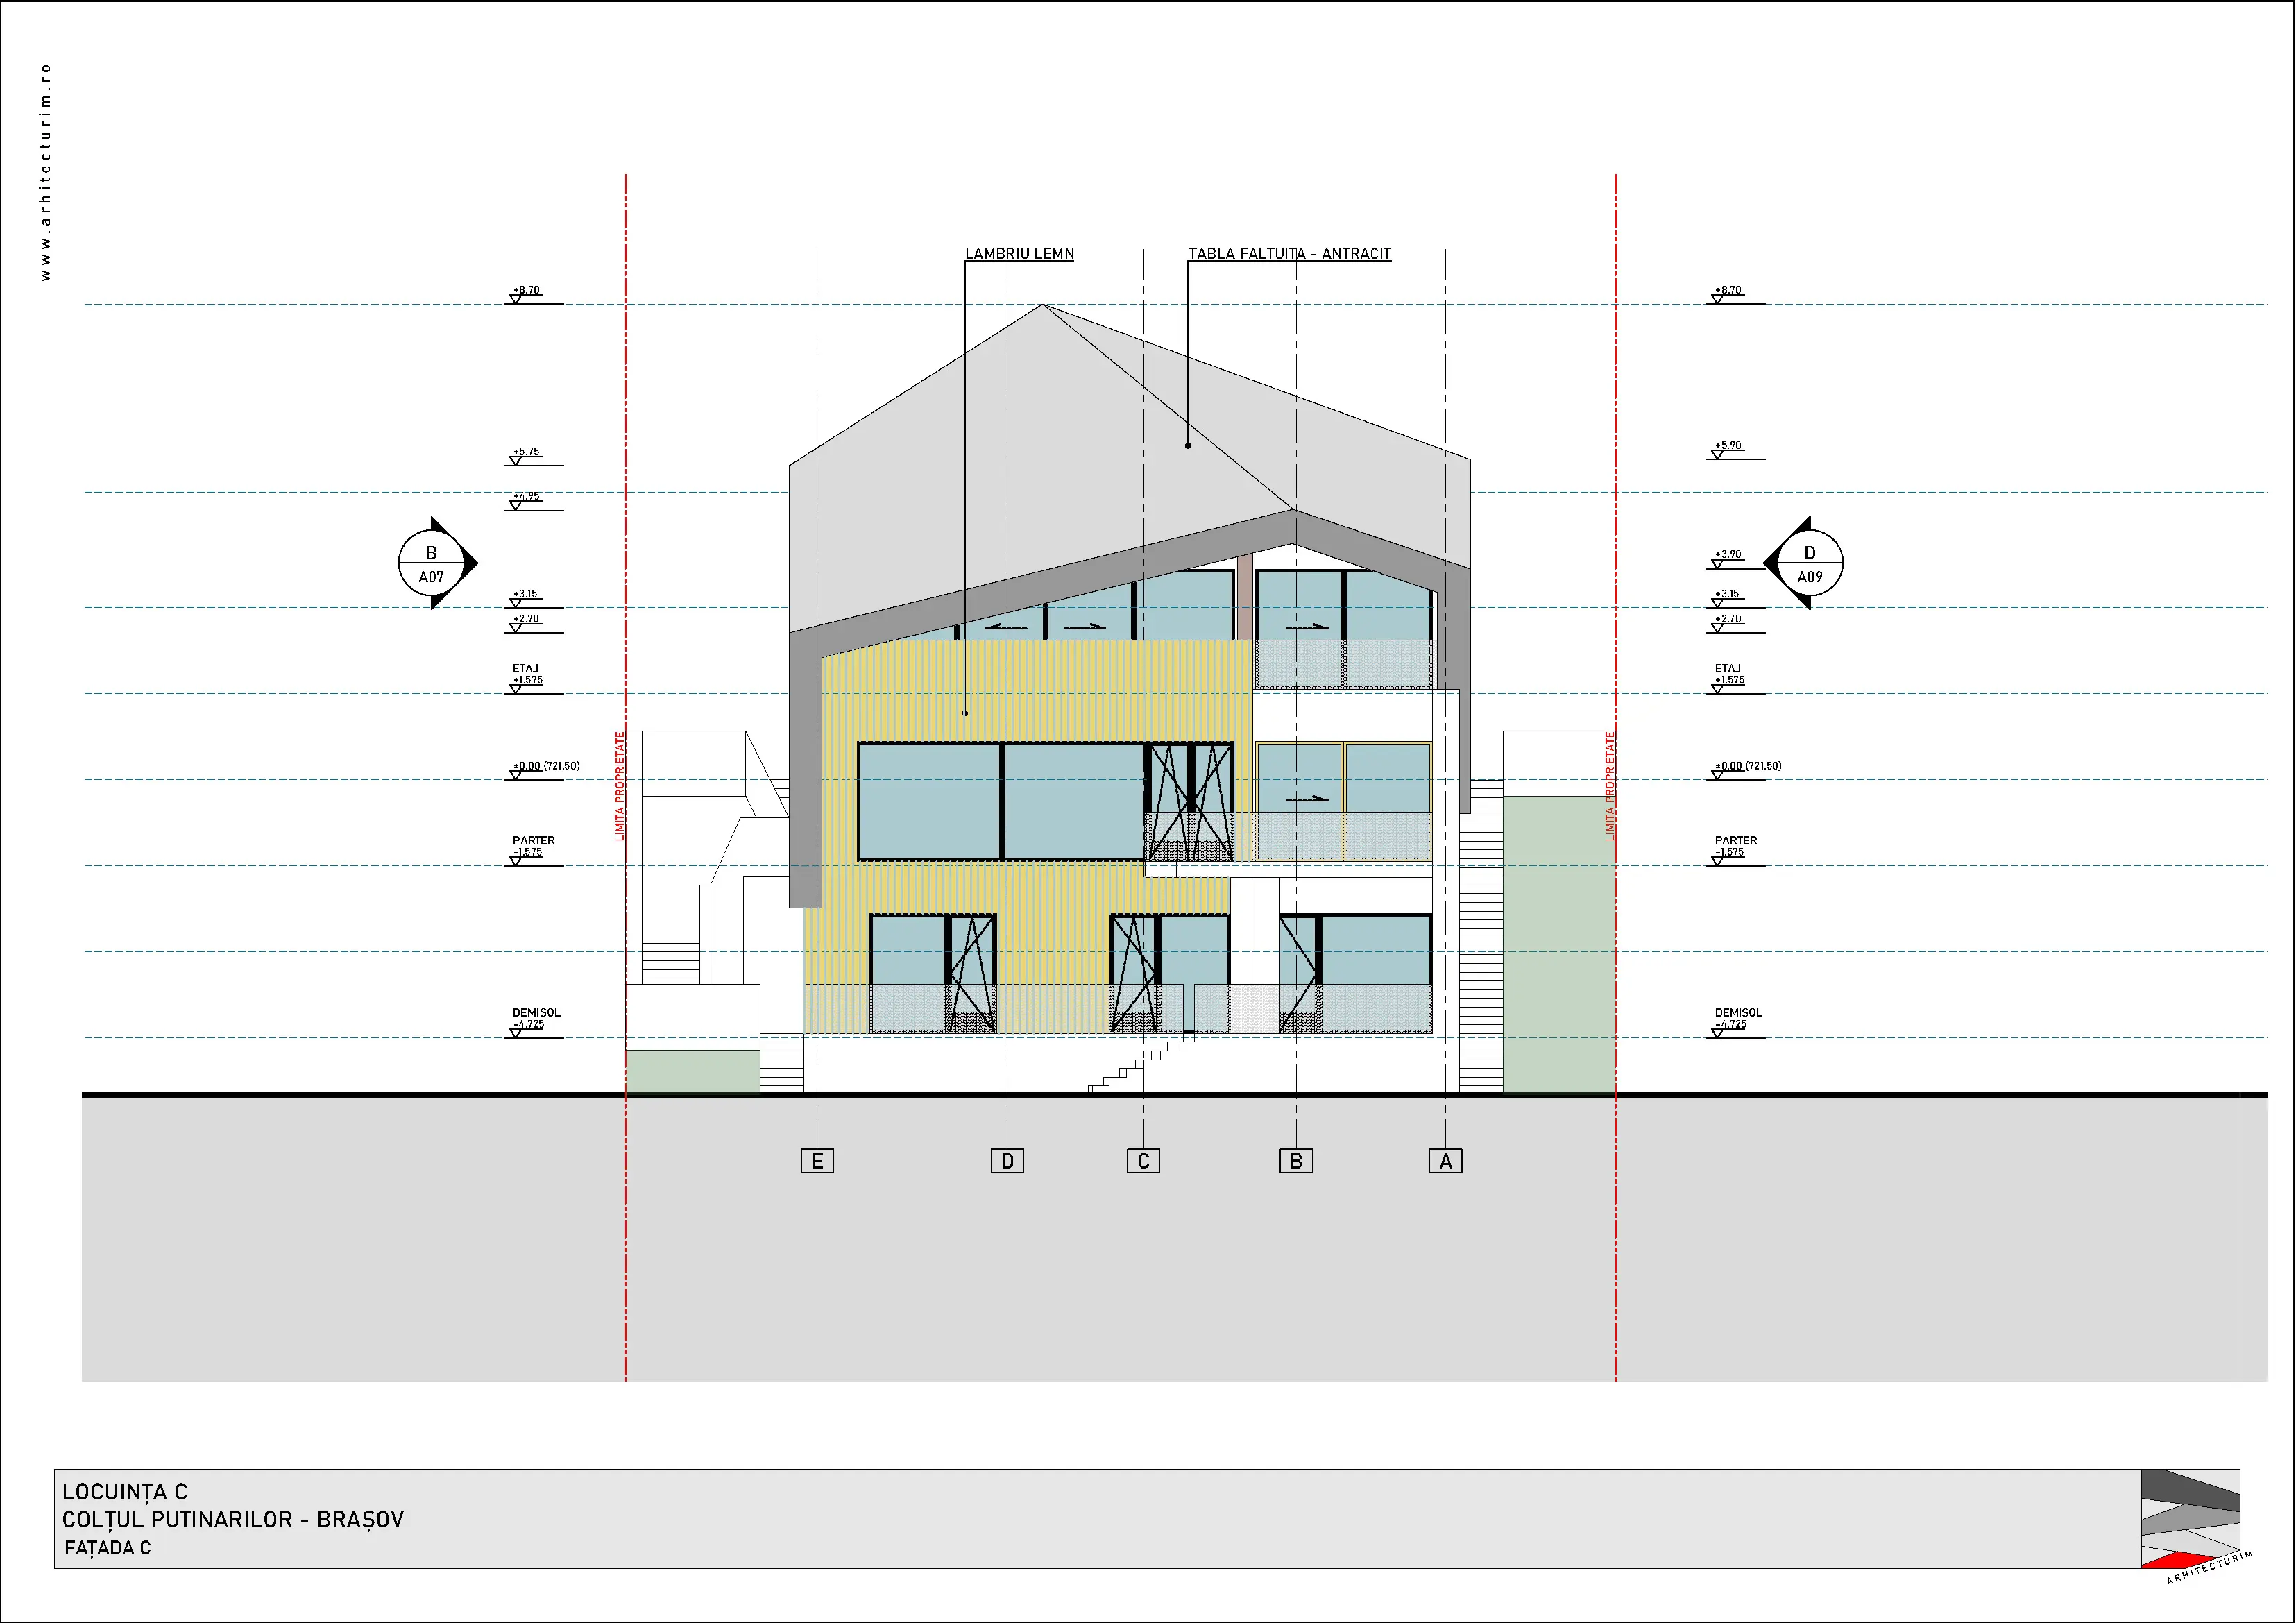 www.arhitecturim.ro
LAMBRIU LEMN
TABLA FALTUITA - ANTRACIT
+8.70
+8.70
+5.75
+5.90
+4.95
B
A07
D
A09
+3.90
+3.15
+3.15
+2.70
+2.70
ETAJ
+1.575
ETAJ
+1.575
LIMITA PROPRIETATE
LIMITA PROPRIETATE
±0.00 (721.50)
±0.00 (721.50)
PARTER
-1.575
PARTER
-1.575
DEMISOL
-4.725
DEMISOL
-4.725
E
D
C
B
A
LOCUINȚA C
COLȚUL PUTINARILOR - BRAȘOV
FAȚADA C
ARHITECTURIM